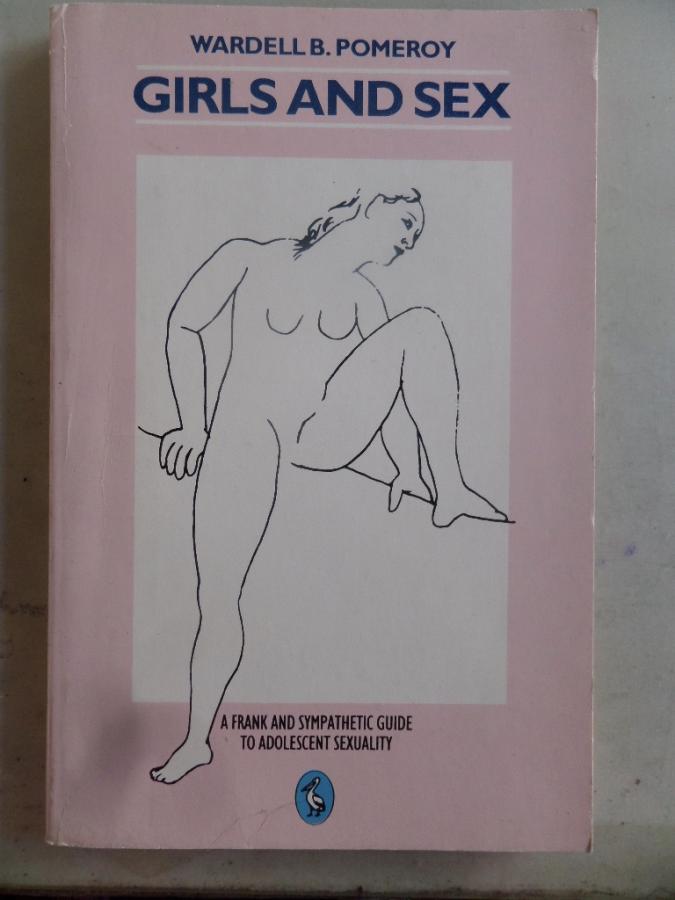 WARDELL B. POMEROY
GIRLS AND SEX
A FRANK AND SYMPATHETIC GUIDE
TO ADOLESCENT SEXUALITY